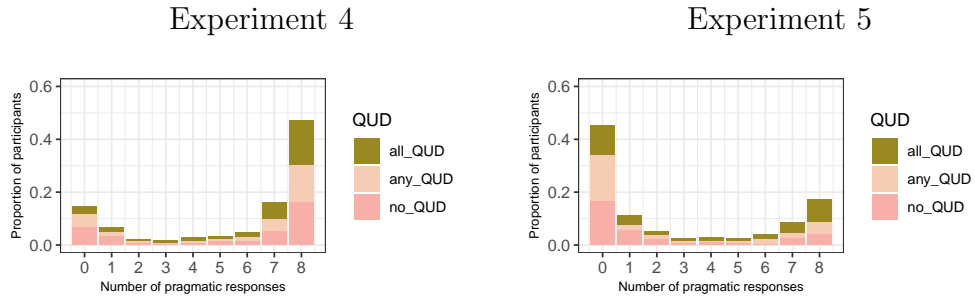 Experiment 4
Experiment 5
Proportion of participants
0.6
0.4
0.2
0.0
0 1 2 3 4 5 6 7 8
Number of pragmatic responses
QUD
all_QUD
any_QUD
no_QUD
Proportion of participants
0.6
0.4
0.2
0.0
0 1 2 3 4 5 6 7 8
Number of pragmatic responses
QUD
all_QUD
any_QUD
no_QUD